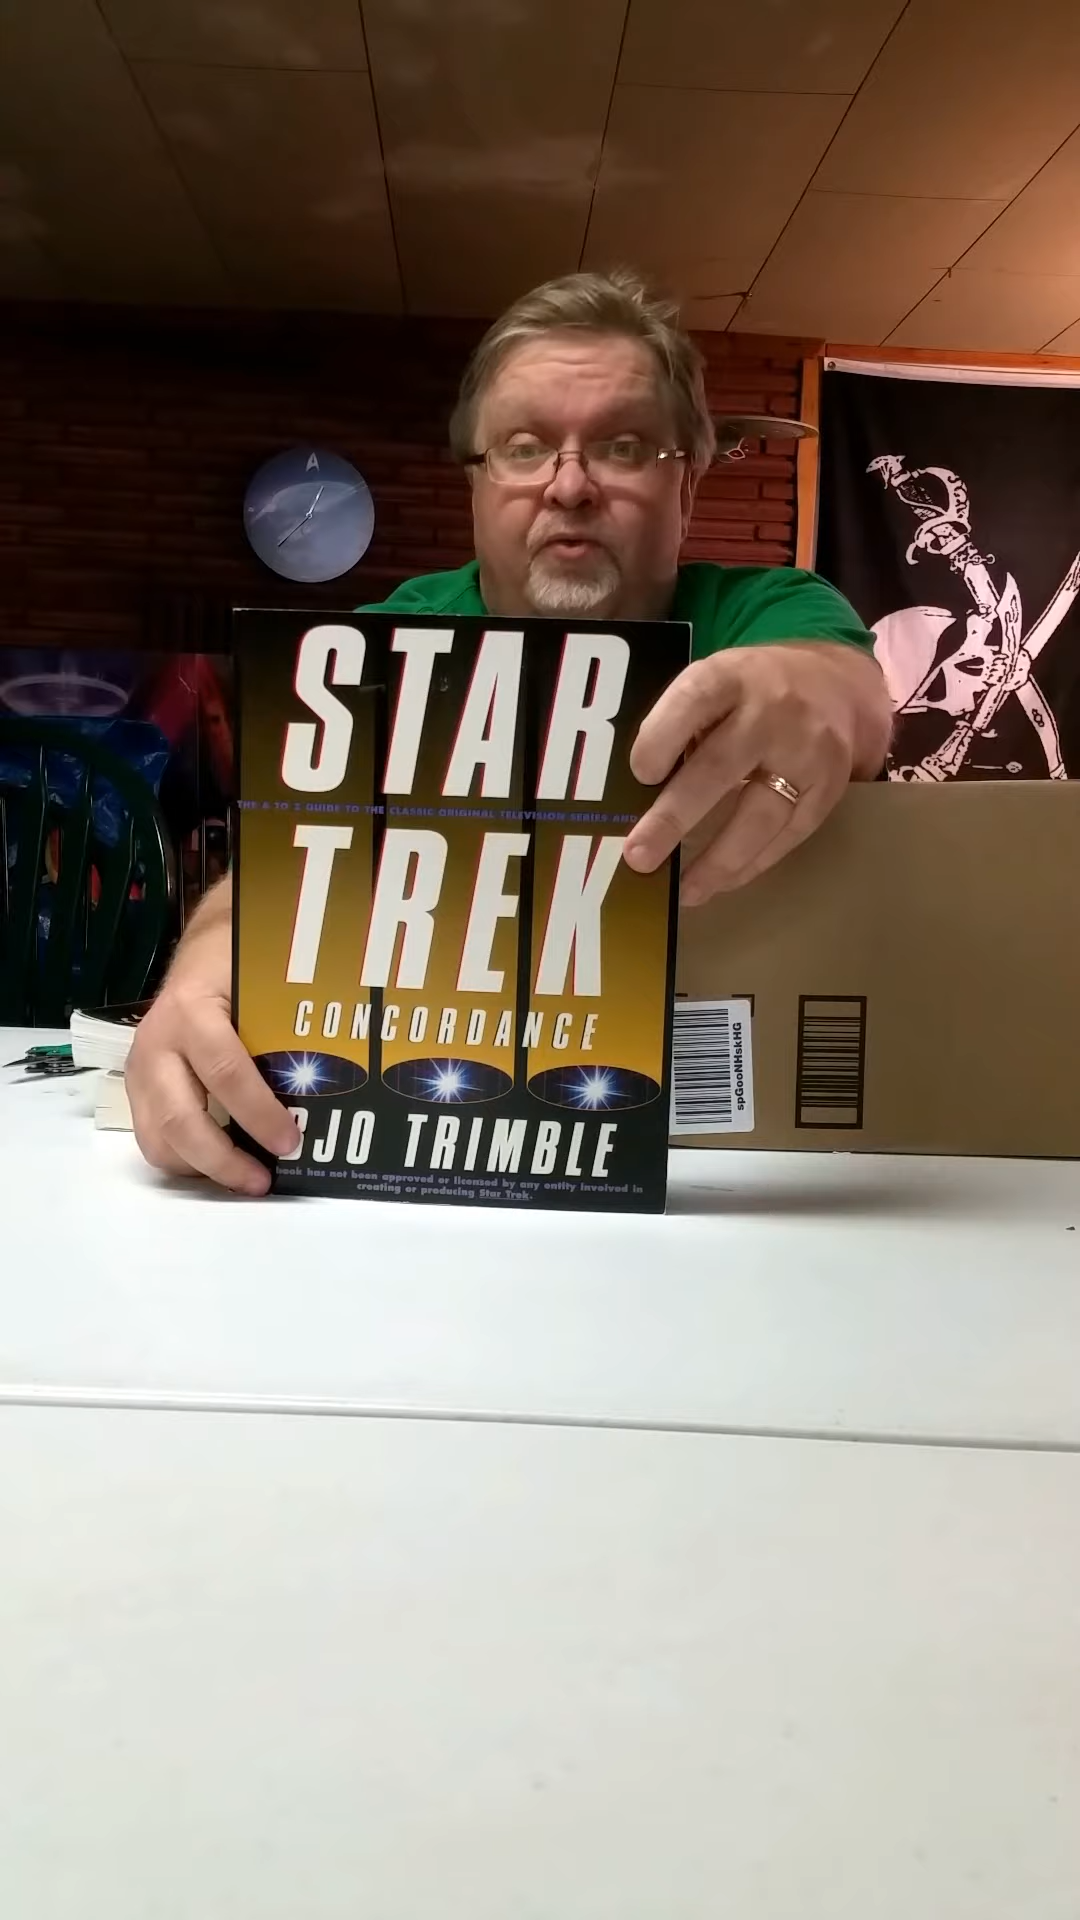 STAR
THE A TO Z GUIDE TO THE CLASSIC ORIGINAL TELEVISION SERIES AND
TREK
CONCORDANCE
BJO TRIMBLE
book has not been approved or licensed by any entity involved in
creating or producing Star Trek.
spGooNHskHG